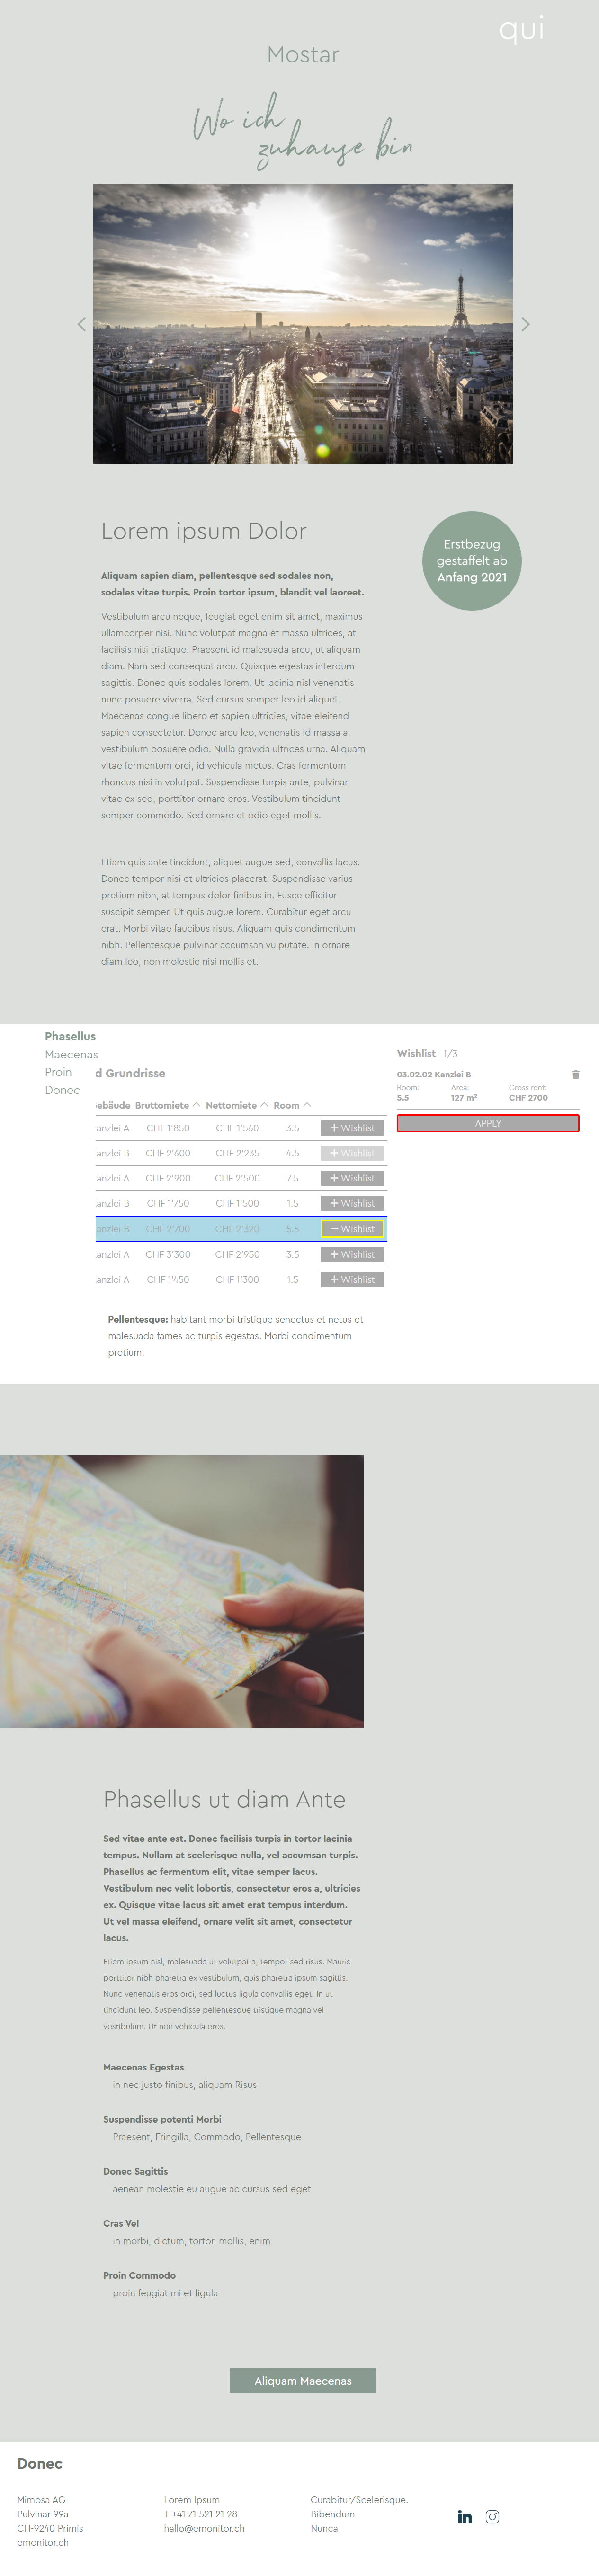 qui
Mostar
Wo ich
zuhause bin
Lorem ipsum Dolor
Erstbezug
gestaffelt ab
Anfang 2021
Aliquam sapien diam, pellentesque sed sodales non,
sodales vitae turpis. Proin tortor ipsum, blandit vel laoreet.
Vestibulum arcu neque, feugiat eget enim sit amet, maximus
ullamcorper nisi. Nunc volutpat magna et massa ultrices, at
facilisis nisi tristique. Praesent id malesuada arcu, ut aliquam
diam. Nam sed consequat arcu. Quisque egestas interdum
sagittis. Donec quis sodales lorem. Ut lacinia nisl venenatis
nunc posuere viverra. Sed cursus semper leo id aliquet.
Maecenas congue libero et sapien ultricies, vitae eleifend
sapien consectetur. Donec arcu leo, venenatis id massa a,
vestibulum posuere odio. Nulla gravida ultrices urna. Aliquam
vitae fermentum orci, id vehicula metus. Cras fermentum
rhoncus nisi in volutpat. Suspendisse turpis ante, pulvinar
vitae ex sed, porttitor ornare eros. Vestibulum tincidunt
semper commodo. Sed ornare et odio eget mollis.
Etiam quis ante tincidunt, aliquet augue sed, convallis lacus.
Donec tempor nisi et ultricies placerat. Suspendisse varius
pretium nibh, at tempus dolor finibus in. Fusce efficitur
suscipit semper. Ut quis augue lorem. Curabitur eget arcu
erat. Morbi vitae faucibus risus. Aliquam quis condimentum
nibh. Pellentesque pulvinar accumsan vulputate. In ornare
diam leo, non molestie nisi mollis et.
Phasellus
Maecenas
Proin
Donec
d Grundrisse
ebäude Bruttomiete Nettomiete Room
anzlei A CHF 1'850 CHF 1'560 3.5 + Wishlist
anzlei B CHF 2'600 CHF 2'235 4.5 + Wishlist
anzlei A CHF 2'900 CHF 2'500 7.5 + Wishlist
anzlei B CHF 1'750 CHF 1'500 1.5 + Wishlist
anzlei B CHF 2'700 CHF 2'320 5.5 − Wishlist
anzlei A CHF 3'300 CHF 2'950 3.5 + Wishlist
anzlei A CHF 1'450 CHF 1'300 1.5 + Wishlist
Wishlist 1/3
03.02.02 Kanzlei B
Room: Area: Gross rent:
5.5 127 m² CHF 2700
APPLY
Pellentesque: habitant morbi tristique senectus et netus et
malesuada fames ac turpis egestas. Morbi condimentum
pretium.
Phasellus ut diam Ante
Sed vitae ante est. Donec facilisis turpis in tortor lacinia
tempus. Nullam at scelerisque nulla, vel accumsan turpis.
Phasellus ac fermentum elit, vitae semper lacus.
Vestibulum nec velit lobortis, consectetur eros a, ultricies
ex. Quisque vitae lacus sit amet erat tempus interdum.
Ut vel massa eleifend, ornare velit sit amet, consectetur
lacus.
Etiam ipsum nisl, malesuada ut volutpat a, tempor sed risus. Mauris
porttitor nibh pharetra ex vestibulum, quis pharetra ipsum sagittis.
Nunc venenatis eros orci, sed luctus ligula convallis eget. In ut
tincidunt leo. Suspendisse pellentesque tristique magna vel
vestibulum. Ut non vehicula eros.
Maecenas Egestas
in nec justo finibus, aliquam Risus
Suspendisse potenti Morbi
Praesent, Fringilla, Commodo, Pellentesque
Donec Sagittis
aenean molestie eu augue ac cursus sed eget
Cras Vel
in morbi, dictum, tortor, mollis, enim
Proin Commodo
proin feugiat mi et ligula
Aliquam Maecenas
Donec
Mimosa AG
Pulvinar 99a
CH-9240 Primis
emonitor.ch
Lorem Ipsum
T +41 71 521 21 28
hallo@emonitor.ch
Curabitur/Scelerisque.
Bibendum
Nunca
in